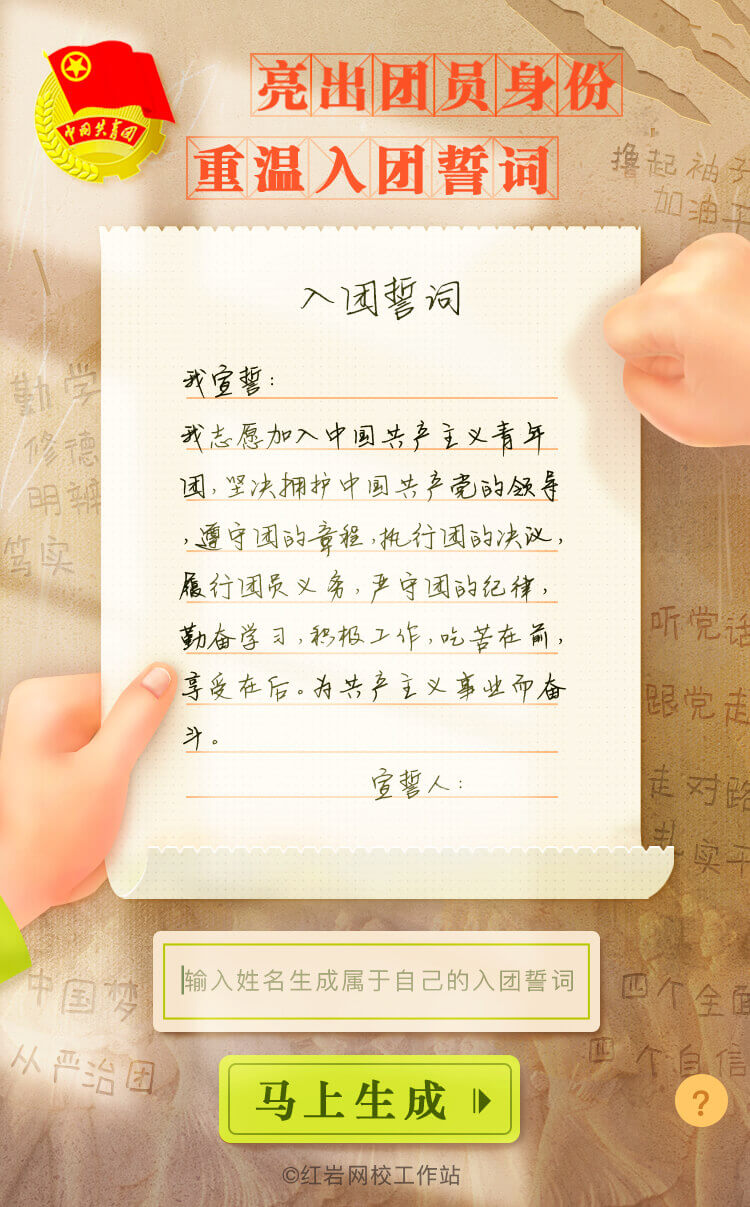 中国共青团
亮出团员身份
重温入团誓词
撸起袖子
加油干
入团誓词
我宣誓：
我志愿加入中国共产主义青年
团，坚决拥护中国共产党的领导
，遵守团的章程，执行团的决议，
履行团员义务，严守团的纪律，
勤奋学习，积极工作，吃苦在前，
享受在后。为共产主义事业而奋
斗。
宣誓人：
勤学
修德
明辨
笃实
听党话
跟党走
走对路
实干
输入姓名生成属于自己的入团誓词
中国梦
从严治团
四个全面
四个自信
马上生成
?
©红岩网校工作站